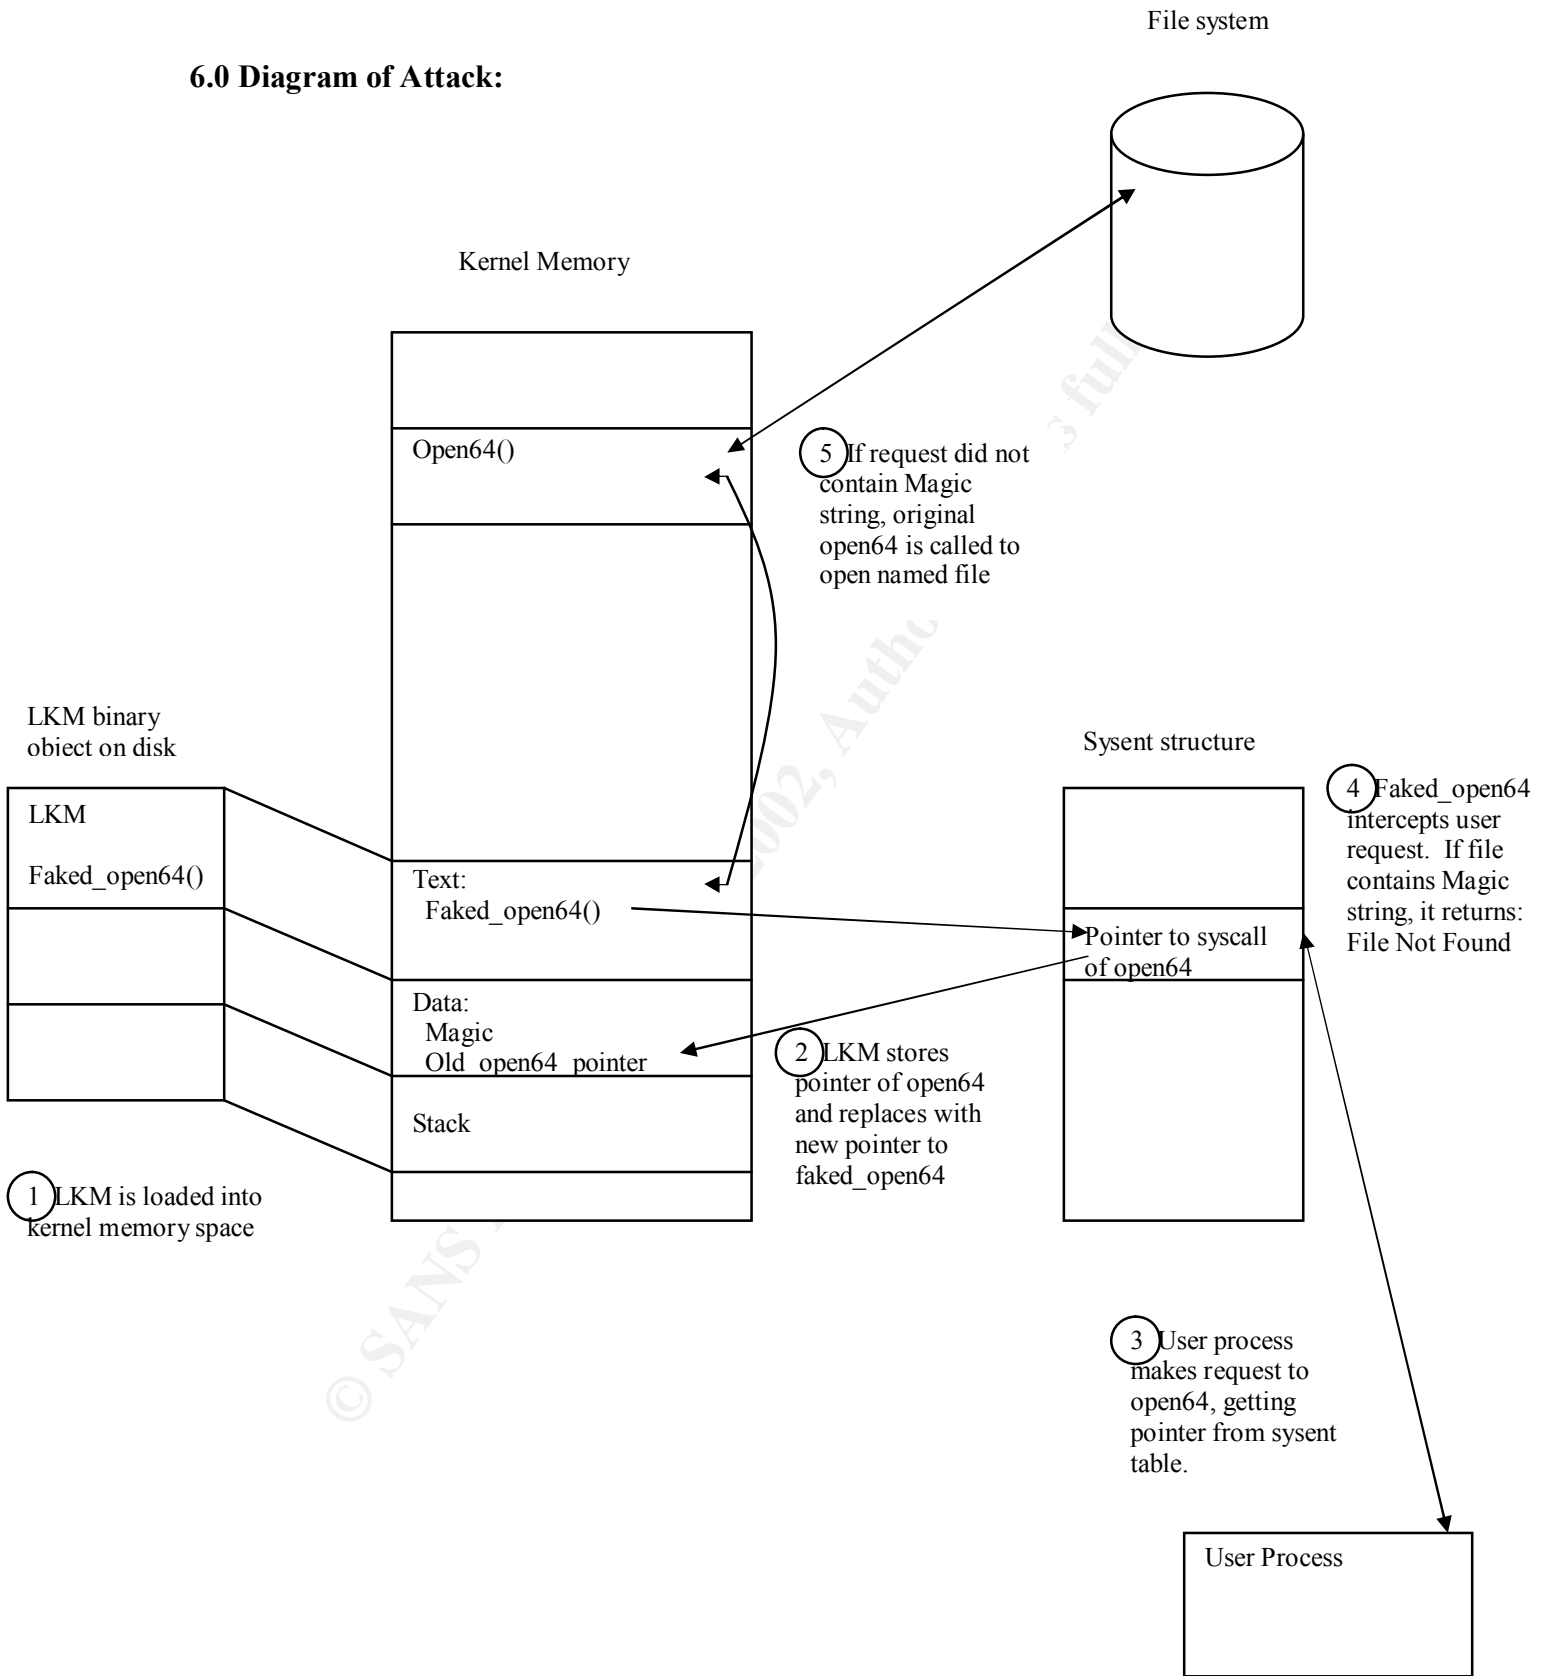 File system
6.0 Diagram of Attack:
Kernel Memory
Open64()
5 If request did not
contain Magic
string, original
open64 is called to
open named file
LKM binary
object on disk
LKM
Faked_open64()
Text:
Faked_open64()
Data:
Magic
Old_open64_pointer
Stack
1 LKM is loaded into
kernel memory space
2 LKM stores
pointer of open64
and replaces with
new pointer to
faked_open64
Sysent structure
Pointer to syscall
of open64
4 Faked_open64
intercepts user
request. If file
contains Magic
string, it returns:
File Not Found
3 User process
makes request to
open64, getting
pointer from sysent
table.
User Process
© SANS
2002,
full